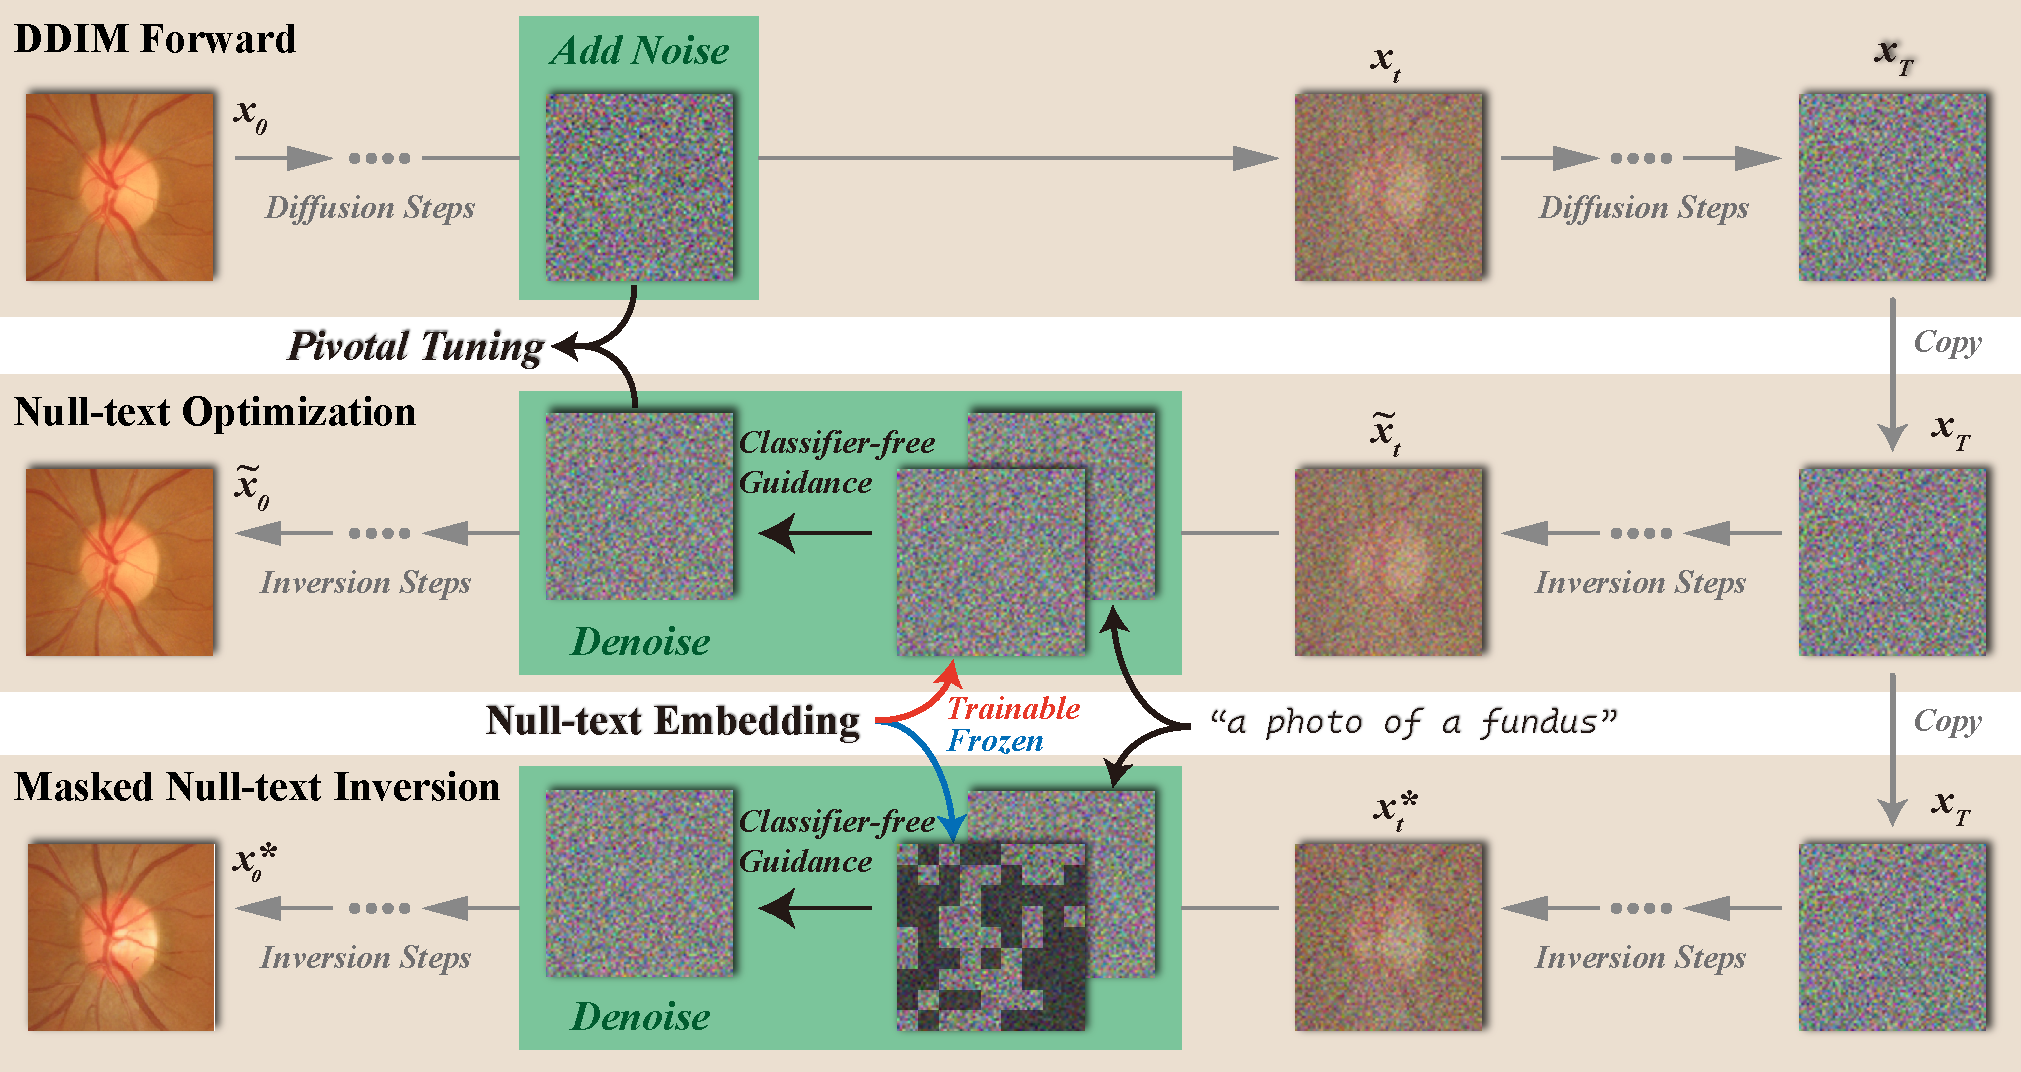 DDIM Forward
Add Noise
x_t
x_T
x_0
Diffusion Steps
Diffusion Steps
Pivotal Tuning
Copy
Null-text Optimization
Classifier-free
Guidance
x̃_t
x_T
x̃_0
Inversion Steps
Inversion Steps
Denoise
Null-text Embedding
Trainable
Frozen
“a photo of a fundus”
Copy
Masked Null-text Inversion
Classifier-free
Guidance
x_t*
x_T
x_0*
Inversion Steps
Inversion Steps
Denoise